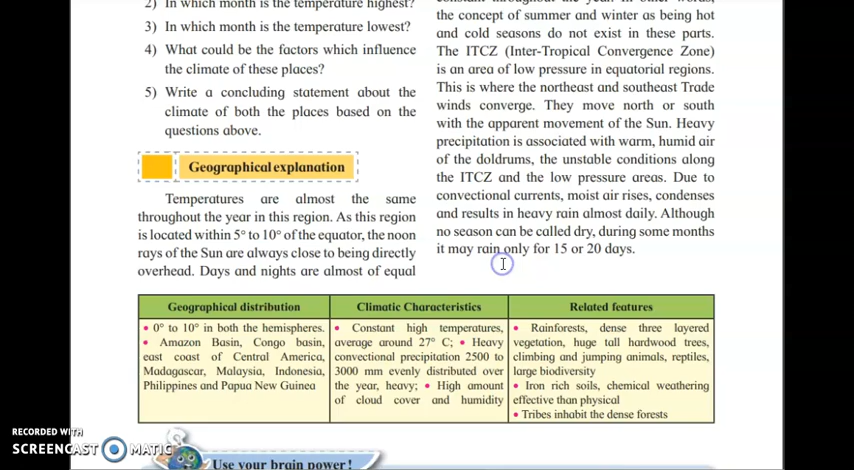 2) In which month is the temperature highest?
3) In which month is the temperature lowest?
4) What could be the factors which influence
the climate of these places?
5) Write a concluding statement about the
climate of both the places based on the
questions above.
Geographical explanation
Temperatures are almost the same
throughout the year in this region. As this region
is located within 5° to 10° of the equator, the noon
rays of the Sun are always close to being directly
overhead. Days and nights are almost of equal
constant throughout the year. In other words,
the concept of summer and winter as being hot
and cold seasons do not exist in these parts.
The ITCZ (Inter-Tropical Convergence Zone)
is an area of low pressure in equatorial regions.
This is where the northeast and southeast Trade
winds converge. They move north or south
with the apparent movement of the Sun. Heavy
precipitation is associated with warm, humid air
of the doldrums, the unstable conditions along
the ITCZ and the low pressure areas. Due to
convectional currents, moist air rises, condenses
and results in heavy rain almost daily. Although
no season can be called dry, during some months
it may rain only for 15 or 20 days.
Geographical distribution
• 0° to 10° in both the hemispheres.
• Amazon Basin, Congo basin,
east coast of Central America,
Madagascar, Malaysia, Indonesia,
Philippines and Papua New Guinea
Climatic Characteristics
• Constant high temperatures,
average around 27° C; • Heavy
convectional precipitation 2500 to
3000 mm evenly distributed over
the year, heavy; • High amount
of cloud cover and humidity
Related features
• Rainforests, dense three layered
vegetation, huge tall hardwood trees,
climbing and jumping animals, reptiles,
large biodiversity
• Iron rich soils, chemical weathering
effective than physical
• Tribes inhabit the dense forests
Use your brain power!
RECORDED WITH
SCREENCAST MATIC